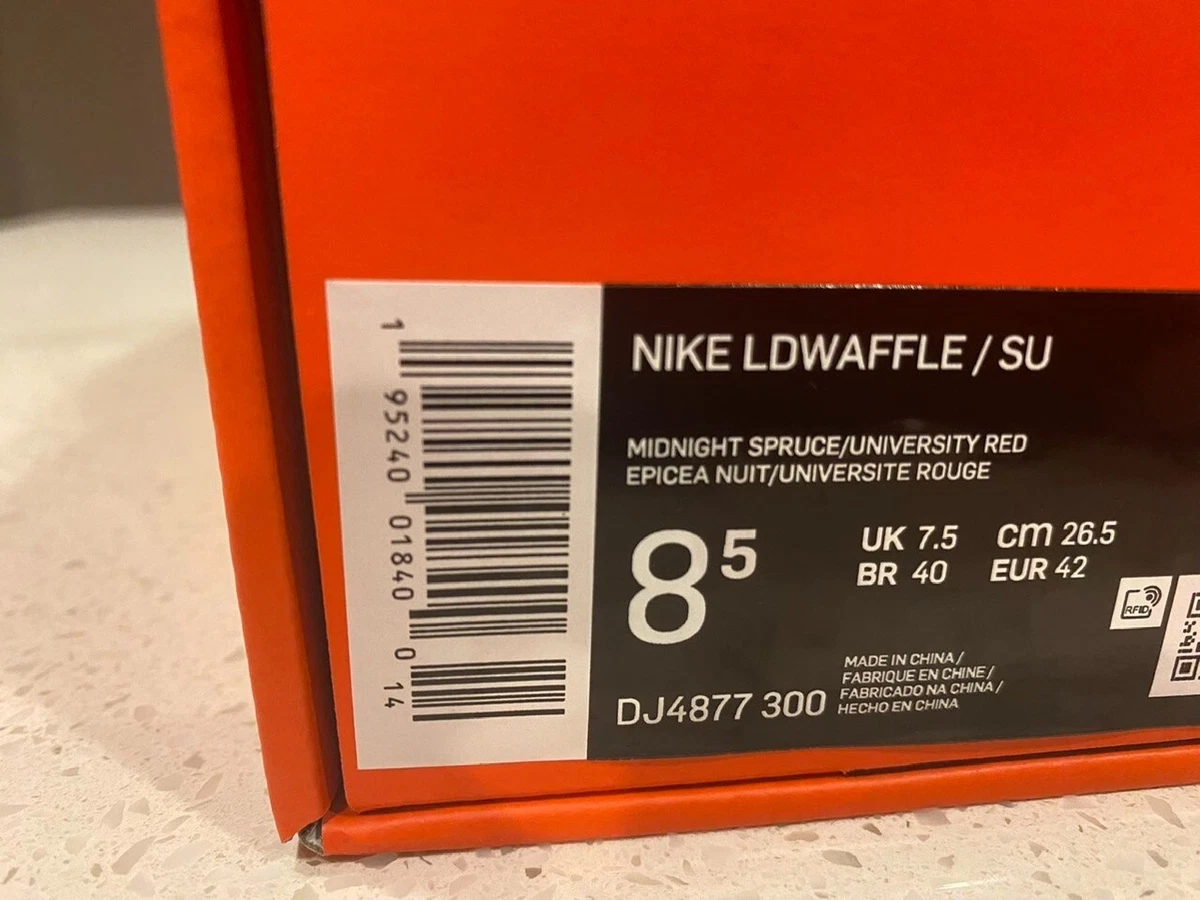 1 95240 01840 0 14
NIKE LDWAFFLE / SU
MIDNIGHT SPRUCE/UNIVERSITY RED
EPICEA NUIT/UNIVERSITE ROUGE
8 5
UK 7.5 cm 26.5
BR 40 EUR 42
RFID
DJ4877 300
MADE IN CHINA /
FABRIQUE EN CHINE /
FABRICADO NA CHINA /
HECHO EN CHINA